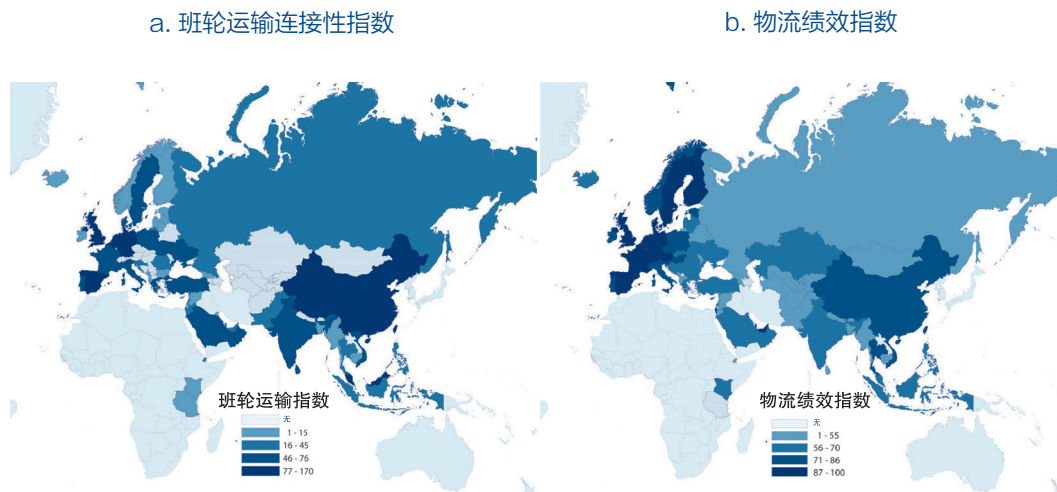 a. 班轮运输连接性指数
b. 物流绩效指数
班轮运输指数
无
1 - 15
16 - 45
46 - 76
77 - 170
物流绩效指数
无
1 - 55
56 - 70
71 - 86
87 - 100